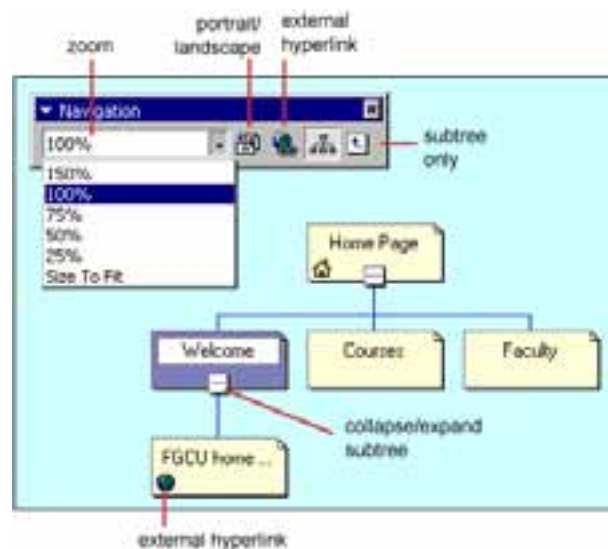 zoom
portrait/
landscape
external
hyperlink
Navigation
100%
subtree
only
150%
100%
75%
50%
25%
Size To Fit
Home Page
Welcome
Courses
Faculty
collapse/expand
subtree
FGCU home ...
external hyperlink